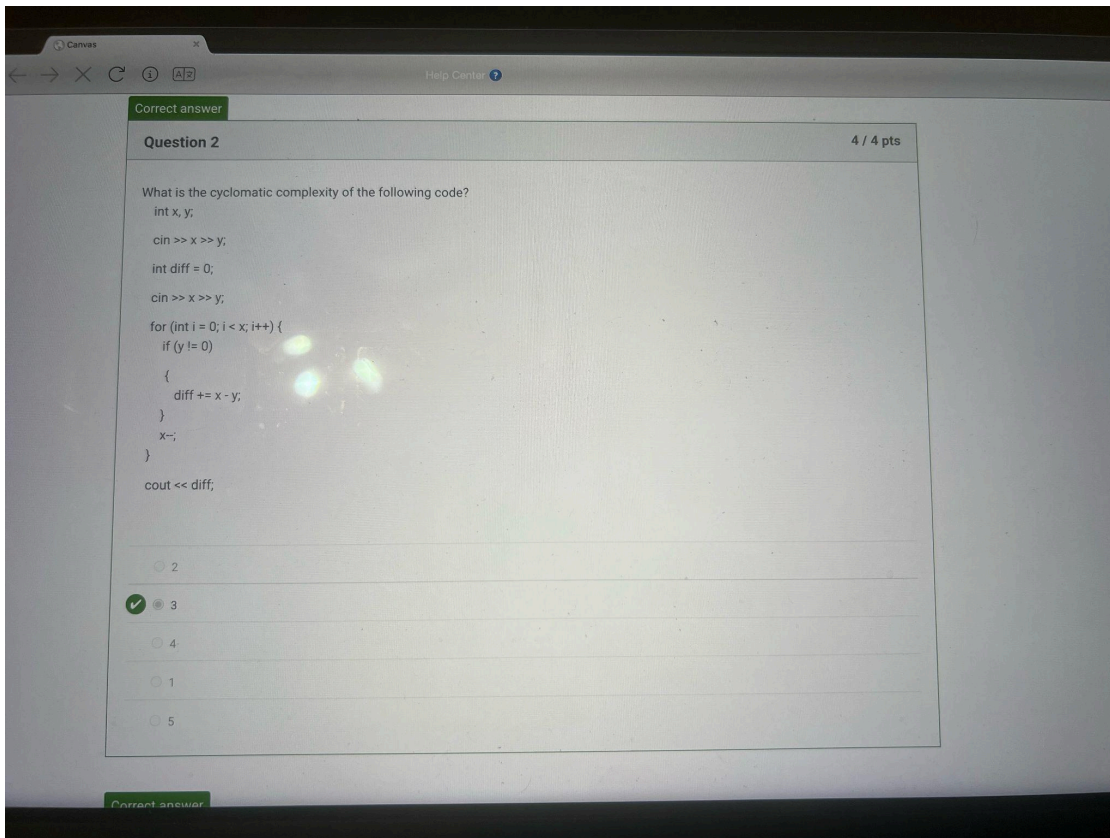 Canvas
Help Center ?
Correct answer
Question 2
4 / 4 pts
What is the cyclomatic complexity of the following code?
int x, y;
cin >> x >> y;
int diff = 0;
cin >> x >> y;
for (int i = 0; i < x; i++) {
if (y != 0)
{
diff += x - y;
}
x--;
}
cout << diff;
2
3
4
1
5
Correct answer